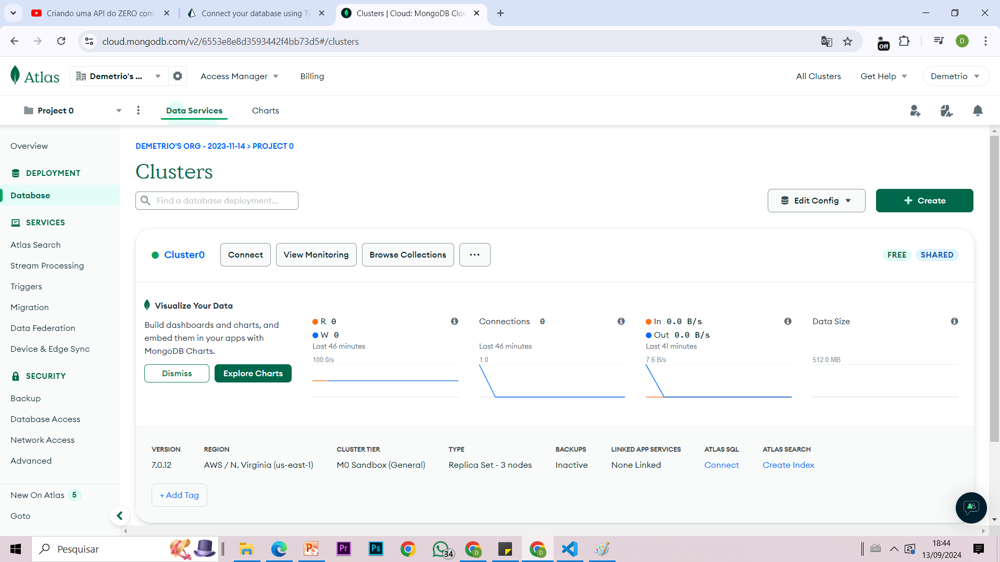 Criando uma API do ZERO com
Connect your database using Ty
Clusters | Cloud: MongoDB Clou
cloud.mongodb.com/v2/6553e8e8d3593442f4bb73d5#/clusters
Off
D
Atlas
Demetrio's ...
Access Manager
Billing
All Clusters
Get Help
Demetrio
Project 0
Data Services
Charts
Overview
DEPLOYMENT
Database
SERVICES
Atlas Search
Stream Processing
Triggers
Migration
Data Federation
Device & Edge Sync
SECURITY
Backup
Database Access
Network Access
Advanced
New On Atlas 5
Goto
DEMETRIO'S ORG - 2023-11-14 > PROJECT 0
Clusters
Find a database deployment...
Edit Config
+ Create
Cluster0
Connect
View Monitoring
Browse Collections
...
FREE
SHARED
Visualize Your Data
Build dashboards and charts, and
embed them in your apps with
MongoDB Charts.
Dismiss
Explore Charts
R 0
W 0
Last 46 minutes
100.0/s
Connections 0
Last 46 minutes
1.0
In 0.0 B/s
Out 0.0 B/s
Last 41 minutes
7.6 B/s
Data Size
512.0 MB
VERSION
7.0.12
REGION
AWS / N. Virginia (us-east-1)
CLUSTER TIER
M0 Sandbox (General)
TYPE
Replica Set - 3 nodes
BACKUPS
Inactive
LINKED APP SERVICES
None Linked
ATLAS SQL
Connect
ATLAS SEARCH
Create Index
+ Add Tag
Pesquisar
Pr
Ps
34
D
D
18:44
13/09/2024